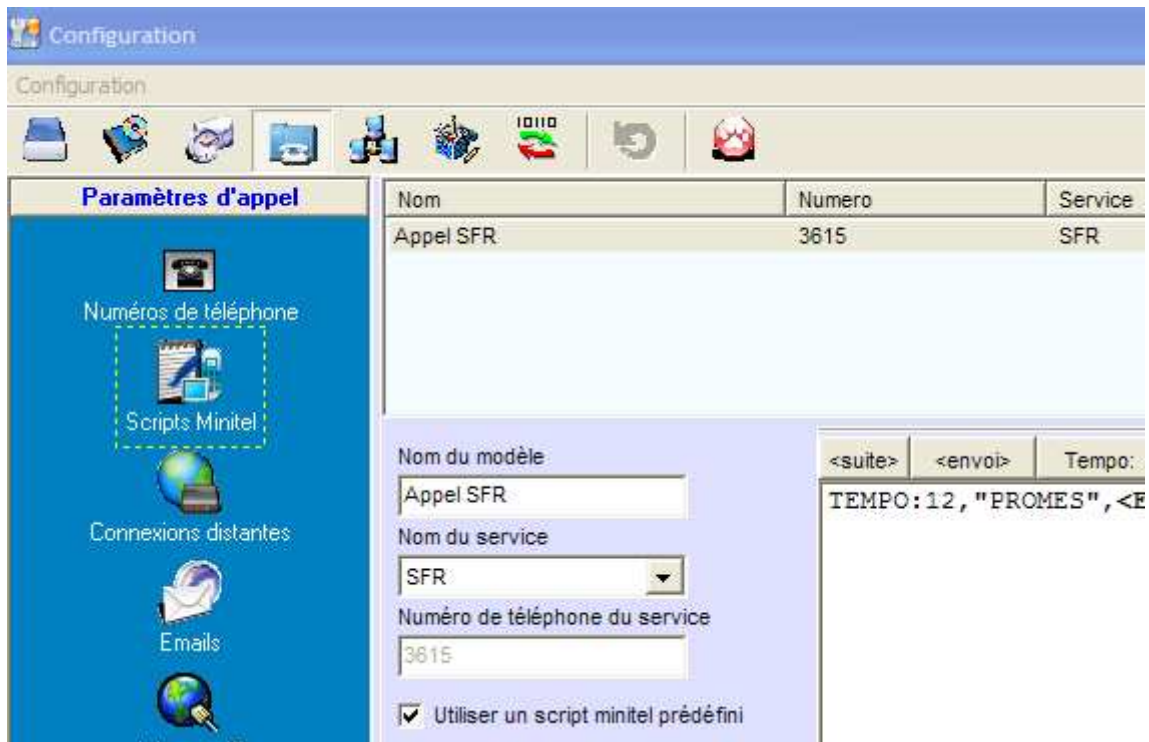 Configuration
Configuration
10110
Paramètres d'appel
Nom Numero Service
Appel SFR 3615 SFR
Numéros de téléphone
Scripts Minitel
Connexions distantes
Emails
Nom du modèle
Appel SFR
Nom du service
SFR
Numéro de téléphone du service
3615
Utiliser un script minitel prédéfini
<suite> <envoi> Tempo:
TEMPO:12,"PROMES",<E